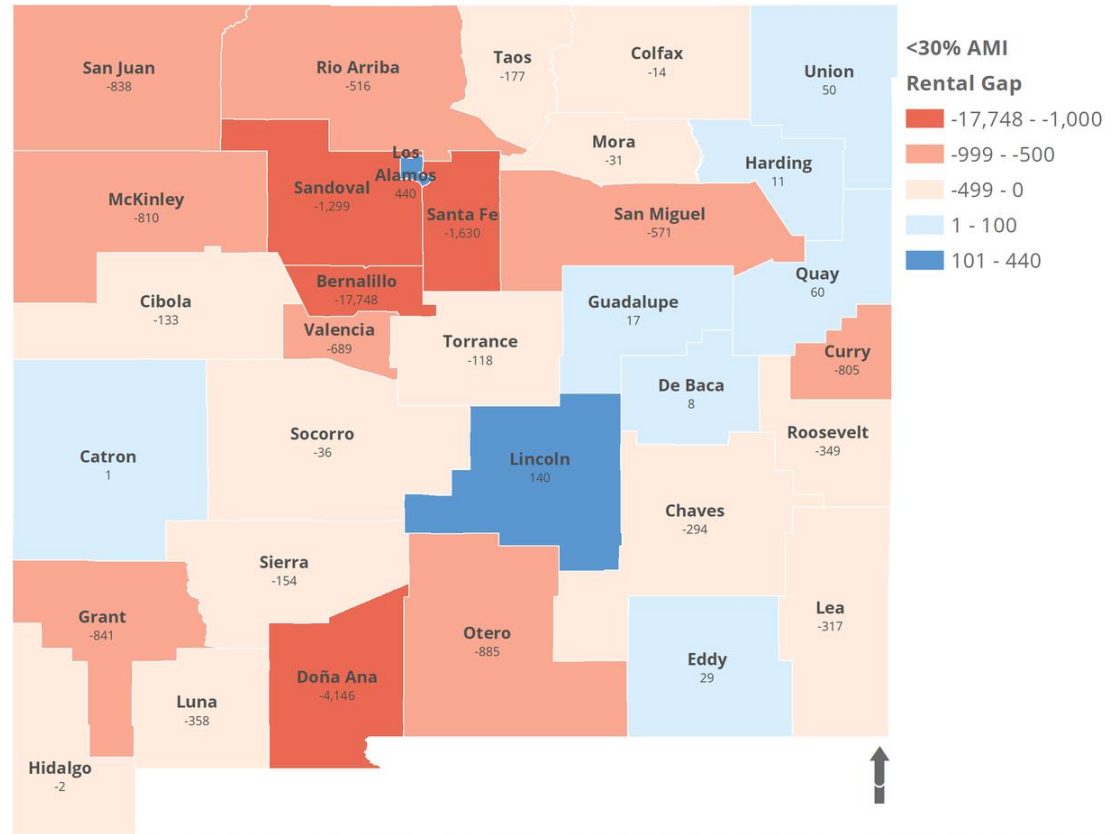 San Juan
-838
Rio Arriba
-516
Taos
-177
Colfax
-14
Union
50
Mora
-31
Harding
11
Los
Alamos
440
Sandoval
-1,299
Santa Fe
-1,630
McKinley
-810
San Miguel
-571
Quay
60
Bernalillo
-17,748
Cibola
-133
Guadalupe
17
Valencia
-689
Torrance
-118
Curry
-805
De Baca
8
Socorro
-36
Roosevelt
-349
Catron
1
Lincoln
140
Chaves
-294
Sierra
-154
Grant
-841
Otero
-885
Lea
-317
Eddy
29
Doña Ana
-4,146
Luna
-358
Hidalgo
-2
<30% AMI
Rental Gap
-17,748 - -1,000
-999 - -500
-499 - 0
1 - 100
101 - 440